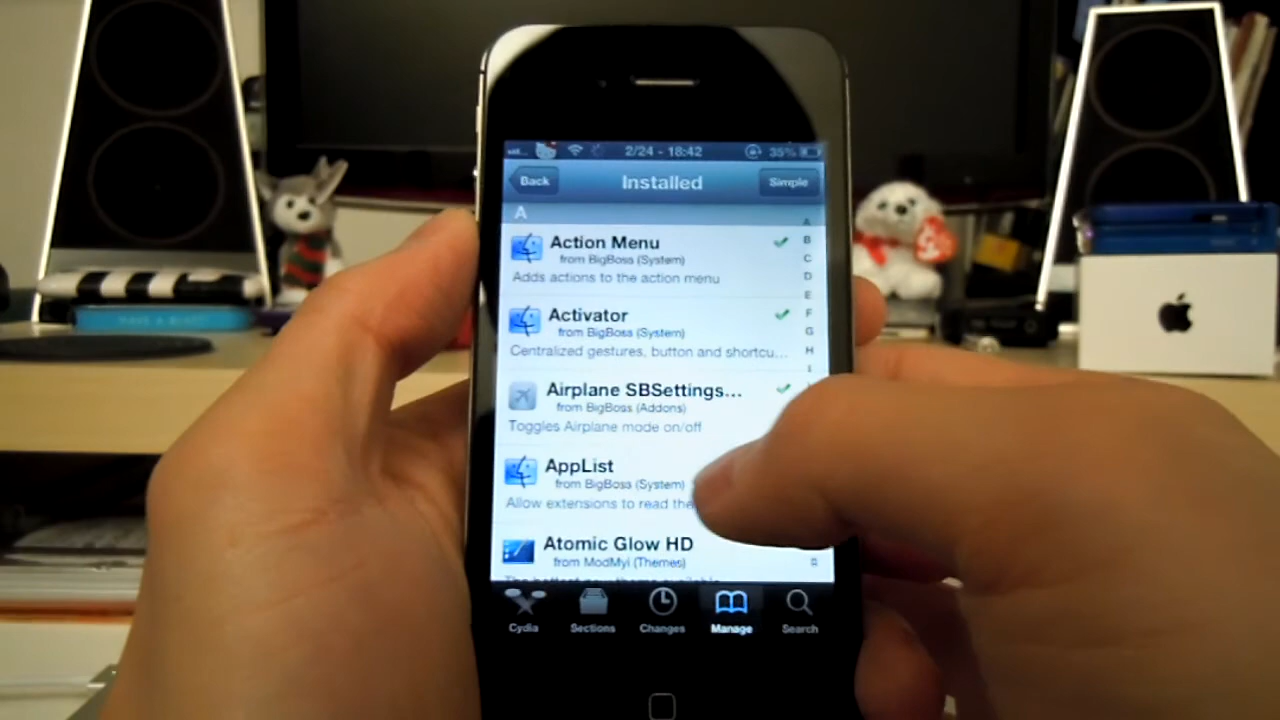 2/24 - 18:42
35%
Back
Installed
Simple
A
Action Menu
from BigBoss (System)
Adds actions to the action menu
Activator
from BigBoss (System)
Centralized gestures, button and shortcu...
Airplane SBSettings...
from BigBoss (Addons)
Toggles Airplane mode on/off
AppList
from BigBoss (System)
Allow extensions to read the
Atomic Glow HD
from ModMyi (Themes)
A
B
C
D
E
F
G
H
I
Cydia
Sections
Changes
Manage
Search